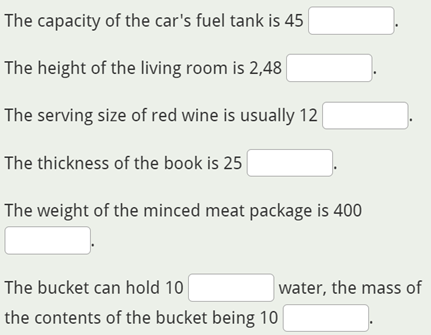 The capacity of the car's fuel tank is 45 .
The height of the living room is 2,48 .
The serving size of red wine is usually 12 .
The thickness of the book is 25 .
The weight of the minced meat package is 400
.
The bucket can hold 10 water, the mass of
the contents of the bucket being 10 .